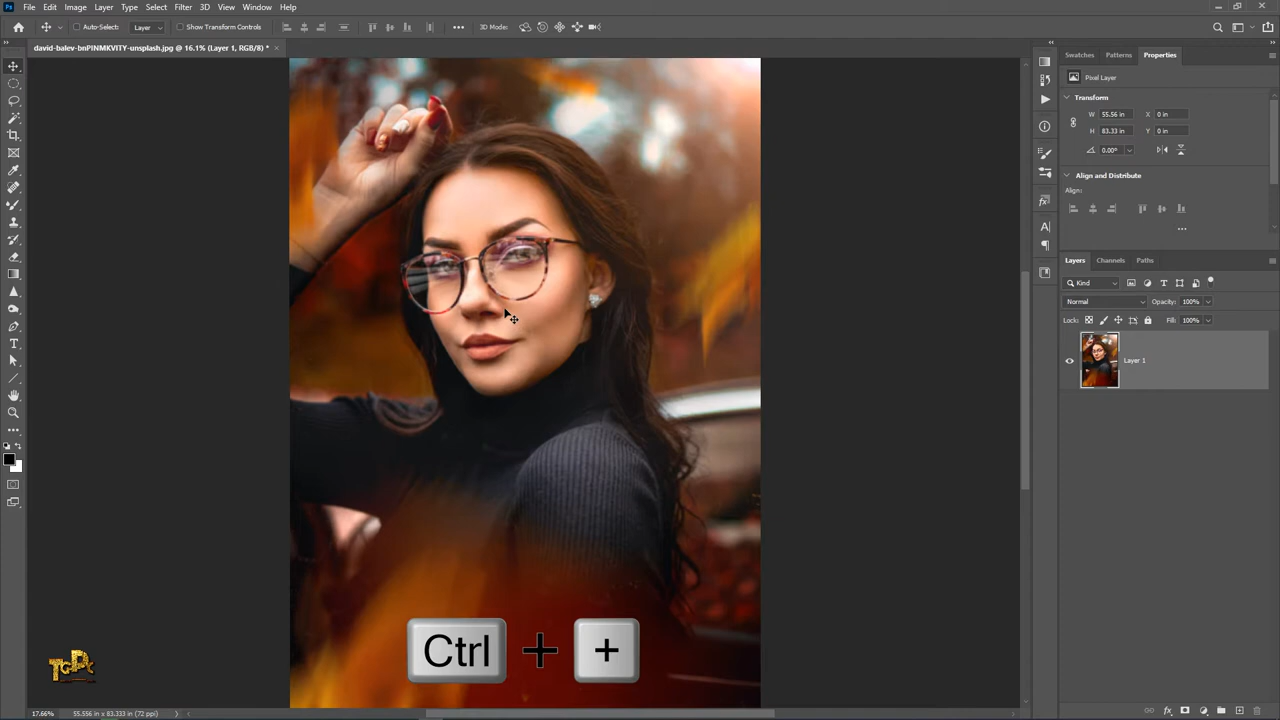 Ps File Edit Image Layer Type Select Filter 3D View Window Help
Auto-Select: Layer Show Transform Controls 3D Mode:
david-balev-bnPINMKVITY-unsplash.jpg @ 16.1% (Layer 1, RGB/8) *
Swatches Patterns Properties
Pixel Layer
Transform
W 55.56 in X 0 in
H 83.33 in Y 0 in
0.00°
Align and Distribute
Align:
Layers Channels Paths
Kind
Normal Opacity: 100%
Locks: Fill: 100%
Layer 1
Ctrl + +
17.66% 55.556 in x 83.333 in (72 ppi)